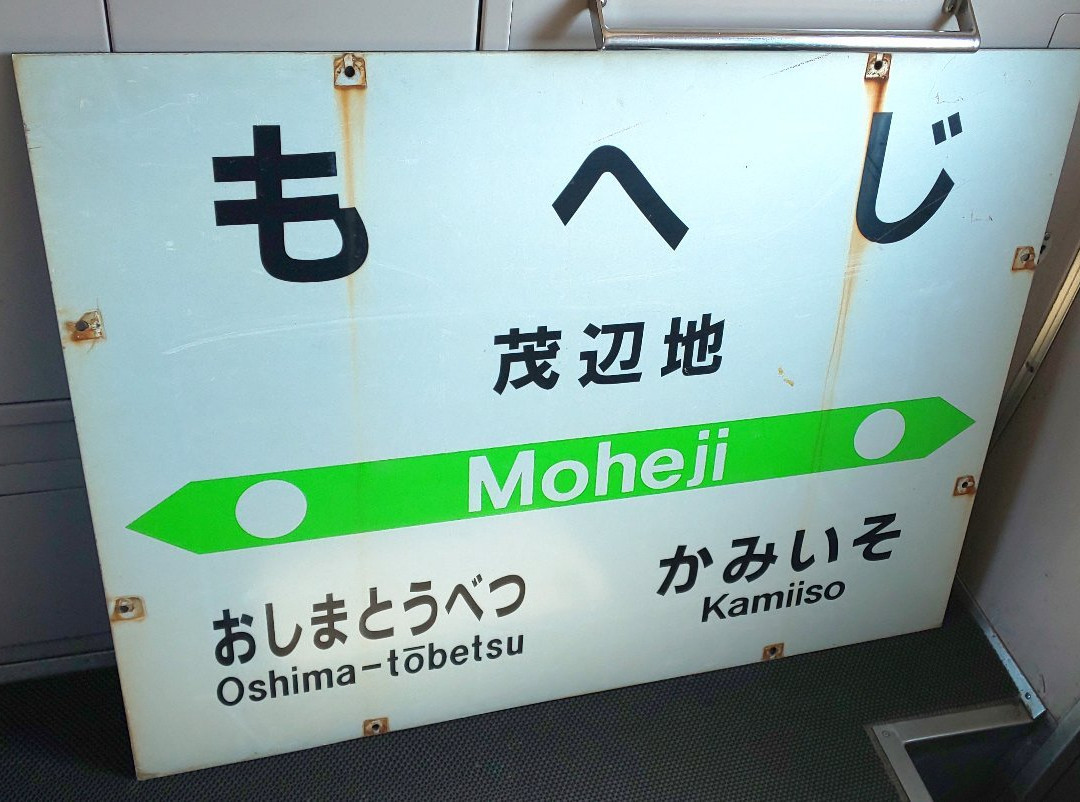 もへじ
茂辺地
Moheji
おしまとうべつ
Oshima-tōbetsu
かみいそ
Kamiiso